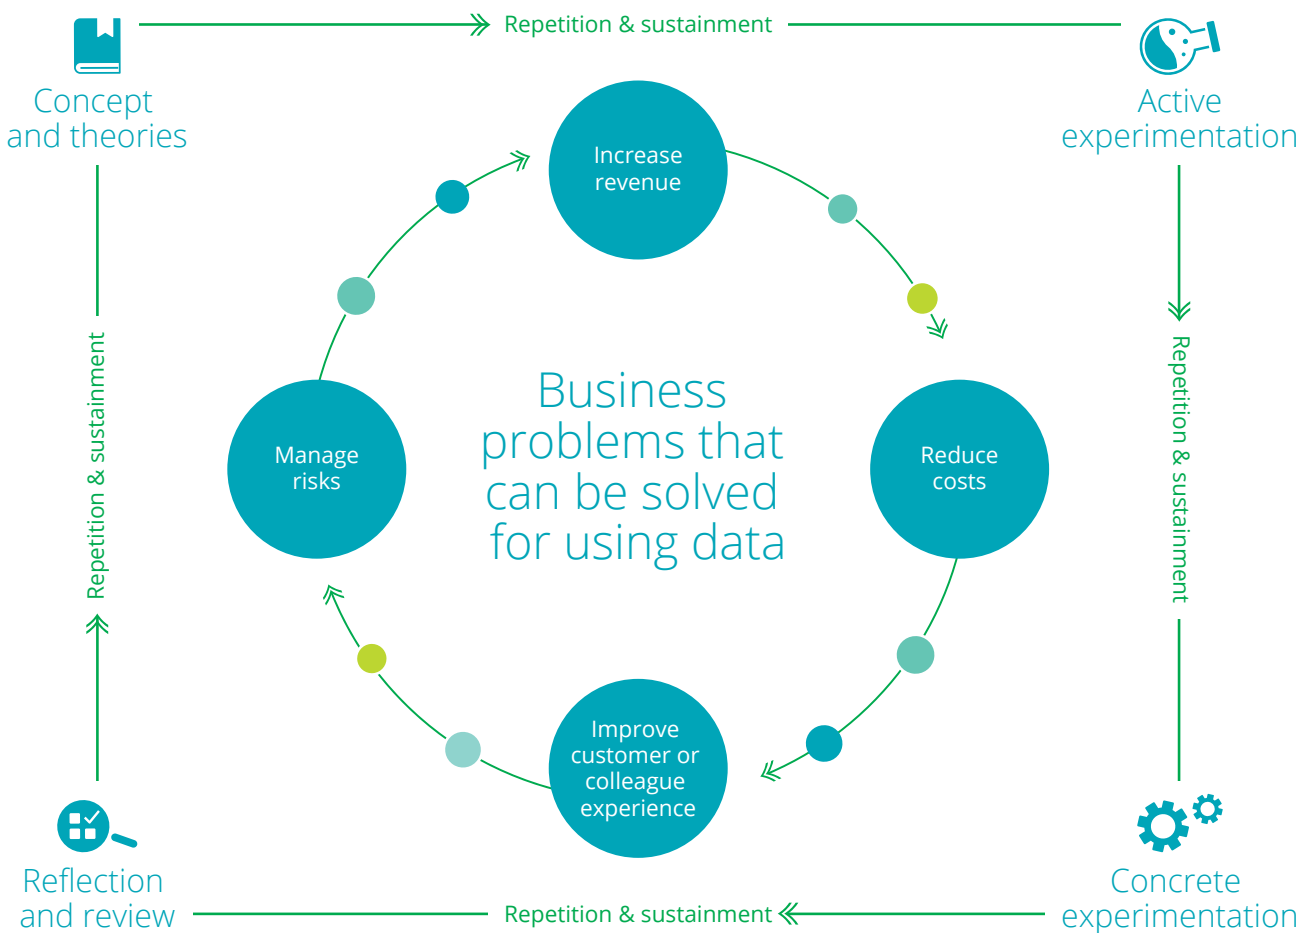 Repetition & sustainment
Concept
and theories
Active
experimentation
Increase
revenue
Repetition & sustainment
Repetition & sustainment
Business
problems that
can be solved
for using data
Manage
risks
Reduce
costs
Improve
customer or
colleague
experience
Reflection
and review
Concrete
experimentation
Repetition & sustainment